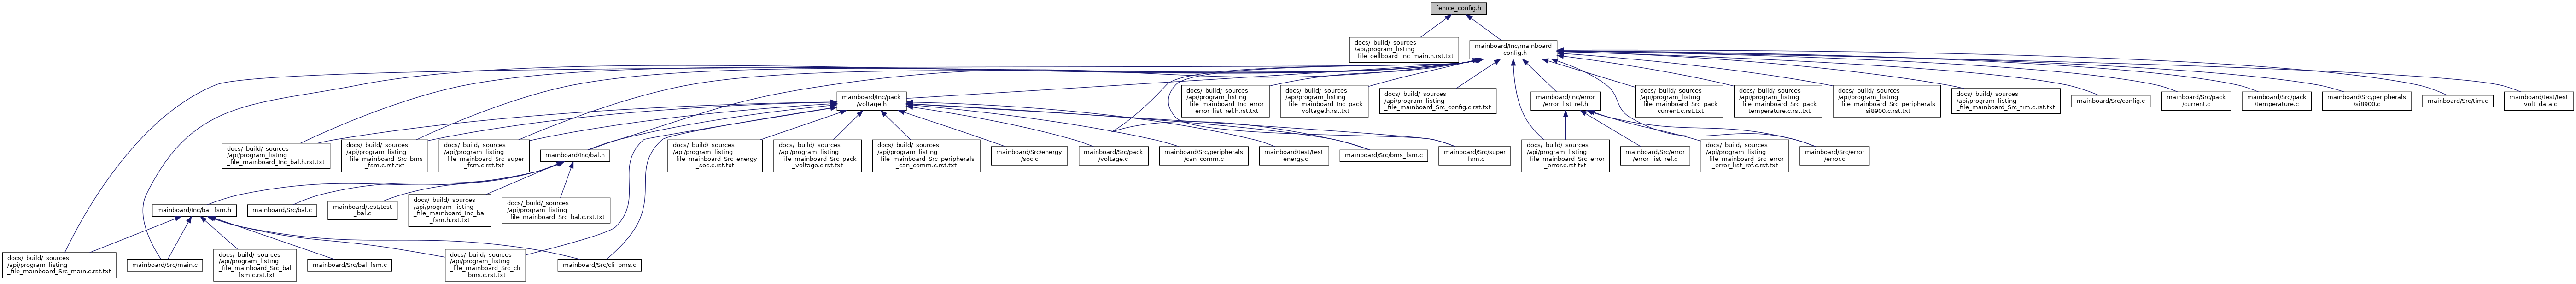 fenice_config.h
docs/_build/_sources
/api/program_listing
_file_cellboard_Inc_main.h.rst.txt
mainboard/Inc/mainboard
_config.h
mainboard/Inc/pack
/voltage.h
docs/_build/_sources
/api/program_listing
_file_mainboard_Inc_error
_error_list_ref.h.rst.txt
docs/_build/_sources
/api/program_listing
_file_mainboard_Inc_pack
_voltage.h.rst.txt
docs/_build/_sources
/api/program_listing
_file_mainboard_Src_config.c.rst.txt
mainboard/Inc/error
/error_list_ref.h
docs/_build/_sources
/api/program_listing
_file_mainboard_Src_pack
_current.c.rst.txt
docs/_build/_sources
/api/program_listing
_file_mainboard_Src_pack
_temperature.c.rst.txt
docs/_build/_sources
/api/program_listing
_file_mainboard_Src_peripherals
_si8900.c.rst.txt
docs/_build/_sources
/api/program_listing
_file_mainboard_Src_tim.c.rst.txt
mainboard/Src/config.c
mainboard/Src/pack
/current.c
mainboard/Src/pack
/temperature.c
mainboard/Src/peripherals
/si8900.c
mainboard/Src/tim.c
mainboard/test/test
_volt_data.c
docs/_build/_sources
/api/program_listing
_file_mainboard_Inc_bal.h.rst.txt
docs/_build/_sources
/api/program_listing
_file_mainboard_Src_bms
_fsm.c.rst.txt
docs/_build/_sources
/api/program_listing
_file_mainboard_Src_super
_fsm.c.rst.txt
mainboard/Inc/bal.h
docs/_build/_sources
/api/program_listing
_file_mainboard_Src_energy
_soc.c.rst.txt
docs/_build/_sources
/api/program_listing
_file_mainboard_Src_pack
_voltage.c.rst.txt
docs/_build/_sources
/api/program_listing
_file_mainboard_Src_peripherals
_can_comm.c.rst.txt
mainboard/Src/energy
/soc.c
mainboard/Src/pack
/voltage.c
mainboard/Src/peripherals
/can_comm.c
mainboard/test/test
_energy.c
mainboard/Src/bms_fsm.c
mainboard/Src/super
_fsm.c
docs/_build/_sources
/api/program_listing
_file_mainboard_Src_error
_error.c.rst.txt
mainboard/Src/error
/error_list_ref.c
docs/_build/_sources
/api/program_listing
_file_mainboard_Src_error
_error_list_ref.c.rst.txt
mainboard/Src/error
/error.c
mainboard/Inc/bal_fsm.h
mainboard/Src/bal.c
mainboard/test/test
_bal.c
docs/_build/_sources
/api/program_listing
_file_mainboard_Inc_bal
_fsm.h.rst.txt
docs/_build/_sources
/api/program_listing
_file_mainboard_Src_bal.c.rst.txt
docs/_build/_sources
/api/program_listing
_file_mainboard_Src_main.c.rst.txt
mainboard/Src/main.c
docs/_build/_sources
/api/program_listing
_file_mainboard_Src_bal
_fsm.c.rst.txt
mainboard/Src/bal_fsm.c
docs/_build/_sources
/api/program_listing
_file_mainboard_Src_cli
_bms.c.rst.txt
mainboard/Src/cli_bms.c